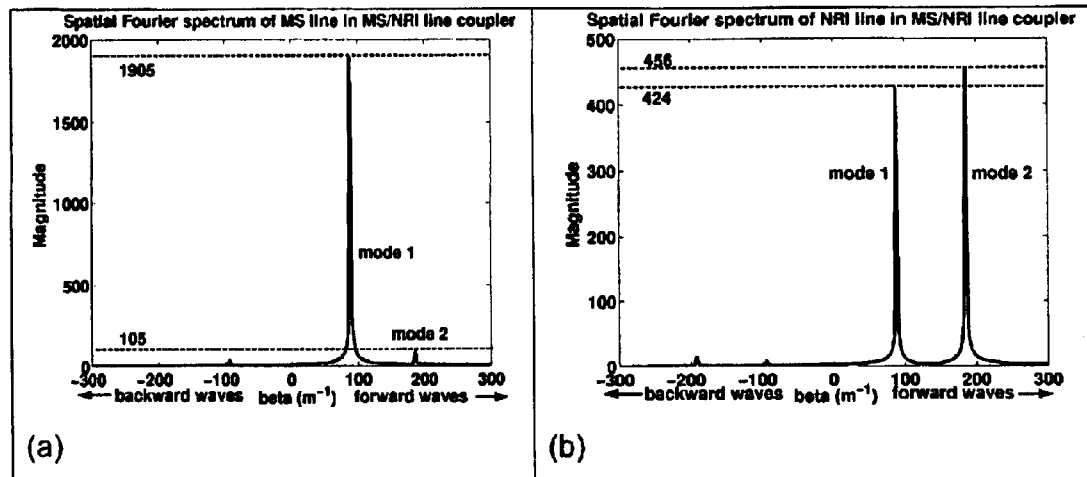 Spatial Fourier spectrum of MS line in MS/NRI line coupler
2000
1905
1500
1000
500
105
0
Magnitude
mode 1
mode 2
−300 −200 −100 0 100 200 300
backward waves beta (m⁻¹) forward waves
(a)
Spatial Fourier spectrum of NRI line in MS/NRI line coupler
500
456
424
400
300
200
100
0
Magnitude
mode 1
mode 2
−300 −200 −100 0 100 200 300
backward waves beta (m⁻¹) forward waves
(b)